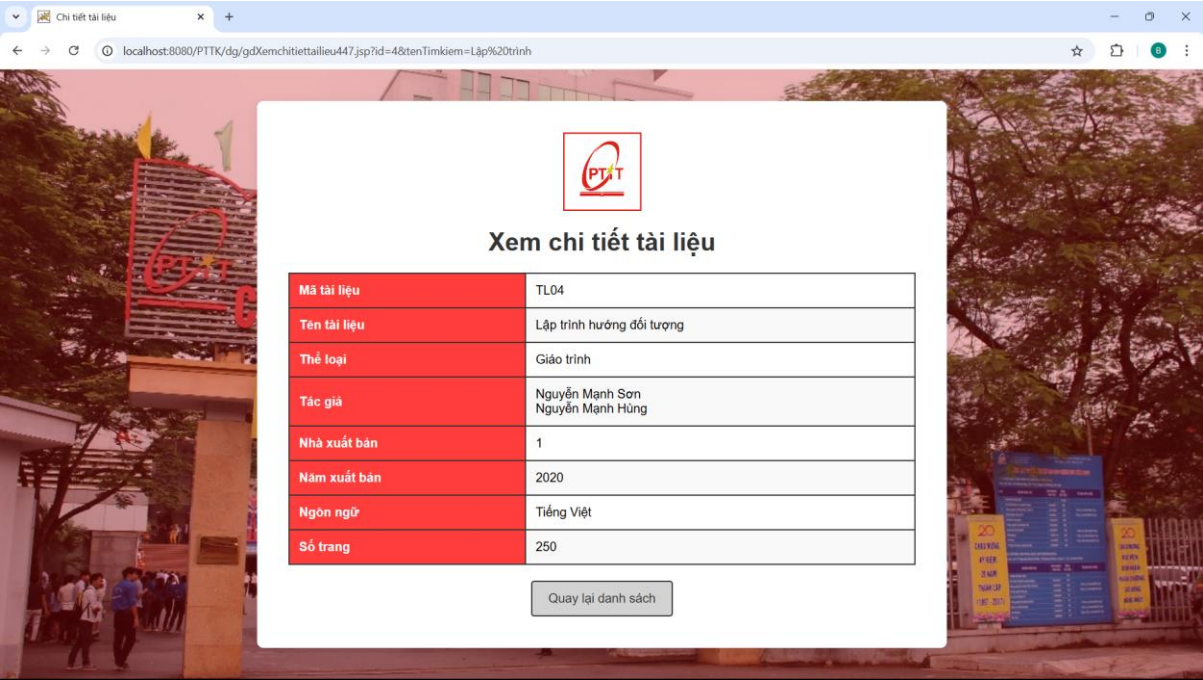 Chi tiết tài liệu
localhost:8080/PTTK/dg/gdXemchitiettailieu447.jsp?id=4&tenTimkiem=Lập%20trình
B
PTIT
PTIT
Xem chi tiết tài liệu
Mã tài liệu TL04
Tên tài liệu Lập trình hướng đối tượng
Thể loại Giáo trình
Tác giả Nguyễn Mạnh Sơn
Nguyễn Mạnh Hùng
Nhà xuất bản 1
Năm xuất bản 2020
Ngôn ngữ Tiếng Việt
Số trang 250
Quay lại danh sách
20
20